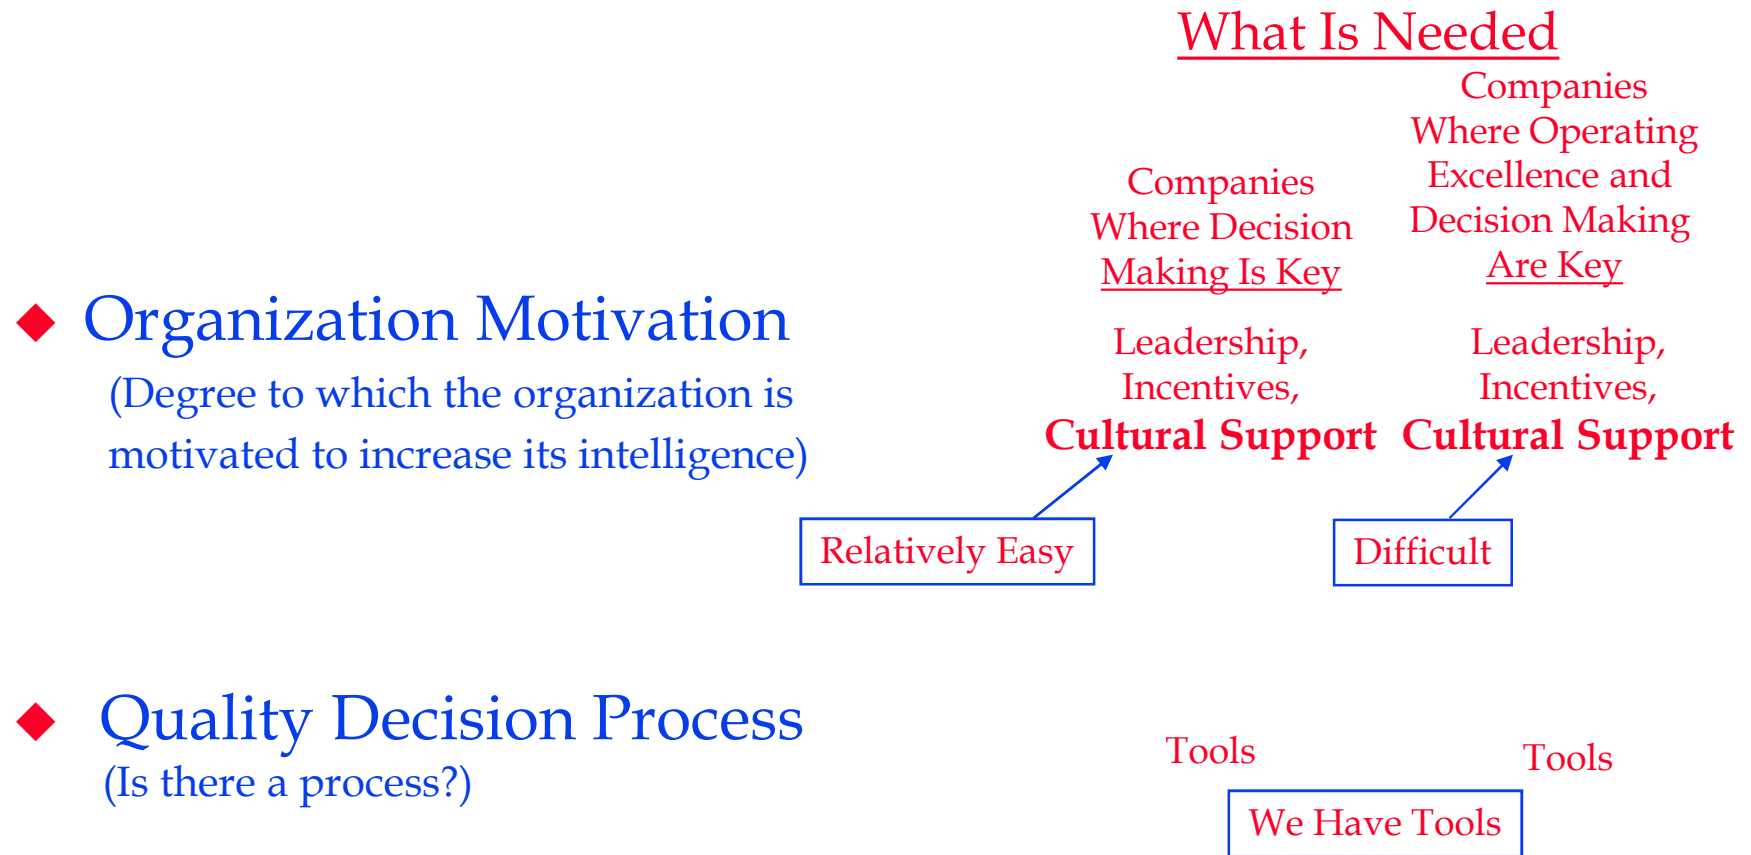 What Is Needed
Companies
Where Decision
Making Is Key
Companies
Where Operating
Excellence and
Decision Making
Are Key
Organization Motivation
(Degree to which the organization is
motivated to increase its intelligence)
Leadership,
Incentives,
Cultural Support
Leadership,
Incentives,
Cultural Support
Relatively Easy
Difficult
Quality Decision Process
(Is there a process?)
Tools
Tools
We Have Tools